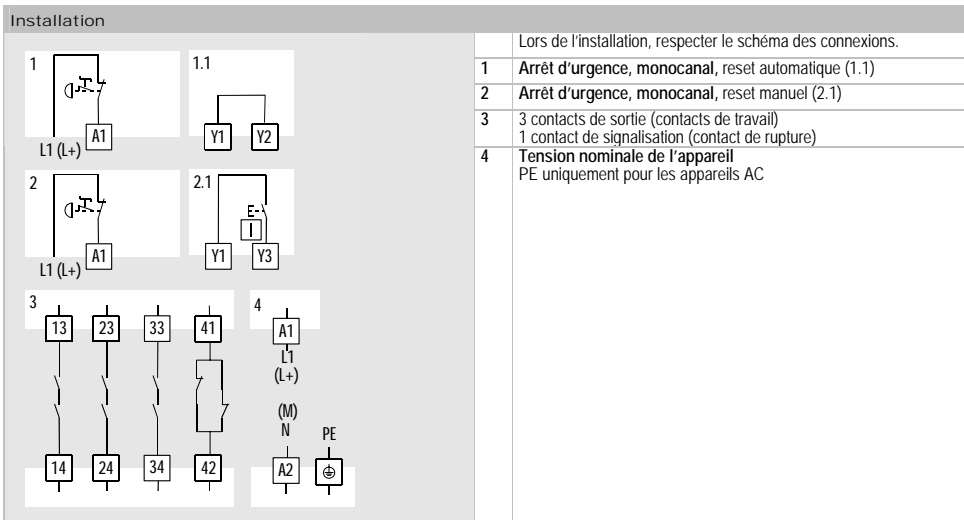 Installation
1
A1
L1 (L+)
1.1
Y1 Y2
2
A1
L1 (L+)
2.1
E-
I
Y1 Y3
3
13 23 33 41
14 24 34 42
4
A1
L1
(L+)
(M)
N PE
A2
Lors de l'installation, respecter le schéma des connexions.
1 Arrêt d'urgence, monocanal, reset automatique (1.1)
2 Arrêt d'urgence, monocanal, reset manuel (2.1)
3 3 contacts de sortie (contacts de travail)
1 contact de signalisation (contact de rupture)
4 Tension nominale de l'appareil
PE uniquement pour les appareils AC